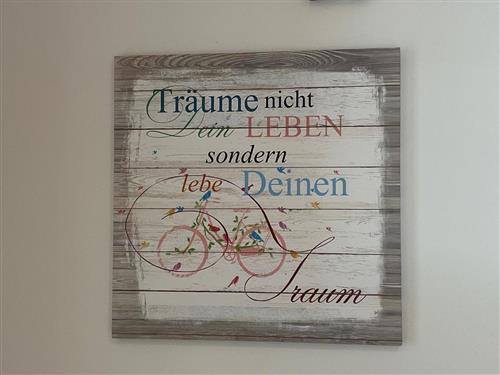 Träume nicht
Dein LEBEN
sondern
lebe Deinen
Traum